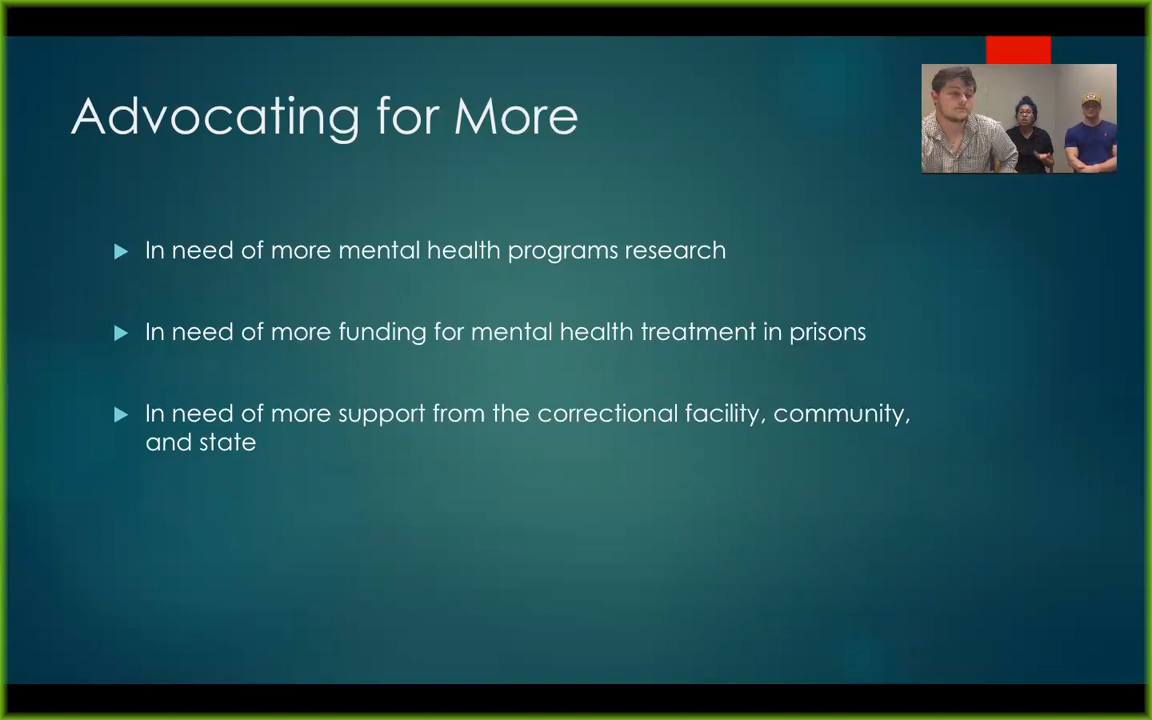 Advocating for More
In need of more mental health programs research
In need of more funding for mental health treatment in prisons
In need of more support from the correctional facility, community,
and state